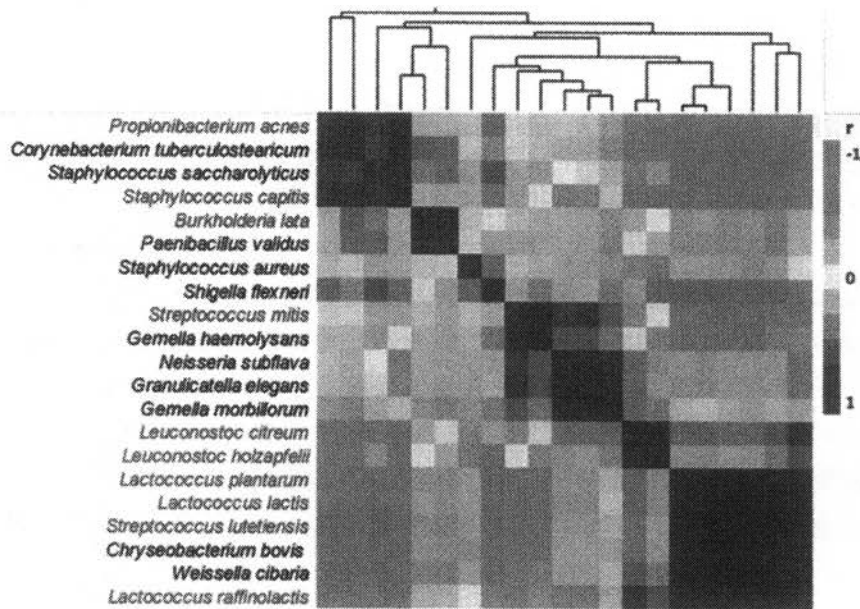 Propionibacterium acnes
Corynebacterium tuberculostearicum
Staphylococcus saccharolyticus
Staphylococcus capitis
Burkholderia lata
Paenibacillus validus
Staphylococcus aureus
Shigella flexneri
Streptococcus mitis
Gemella haemolysans
Neisseria subflava
Granulicatella elegans
Gemella morbillorum
Leuconostoc citreum
Leuconostoc holzapfelii
Lactococcus plantarum
Lactococcus lactis
Streptococcus lutetiensis
Chryseobacterium bovis
Weissella cibaria
Lactococcus raffinolactis
r
-1
0
1